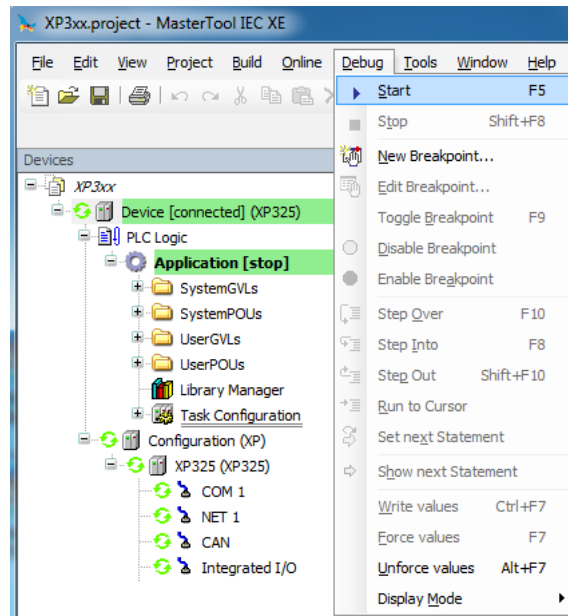 XP3xx.project - MasterTool IEC XE
File Edit View Project Build Online Debug Tools Window Help
Devices
XP3xx
Device [connected] (XP325)
PLC Logic
Application [stop]
SystemGVLs
SystemPOUs
UserGVLs
UserPOUs
Library Manager
Task Configuration
Configuration (XP)
XP325 (XP325)
COM 1
NET 1
CAN
Integrated I/O
Start F5
Stop Shift+F8
New Breakpoint...
Edit Breakpoint...
Toggle Breakpoint F9
Disable Breakpoint
Enable Breakpoint
Step Over F10
Step Into F8
Step Out Shift+F10
Run to Cursor
Set next Statement
Show next Statement
Write values Ctrl+F7
Force values F7
Unforce values Alt+F7
Display Mode